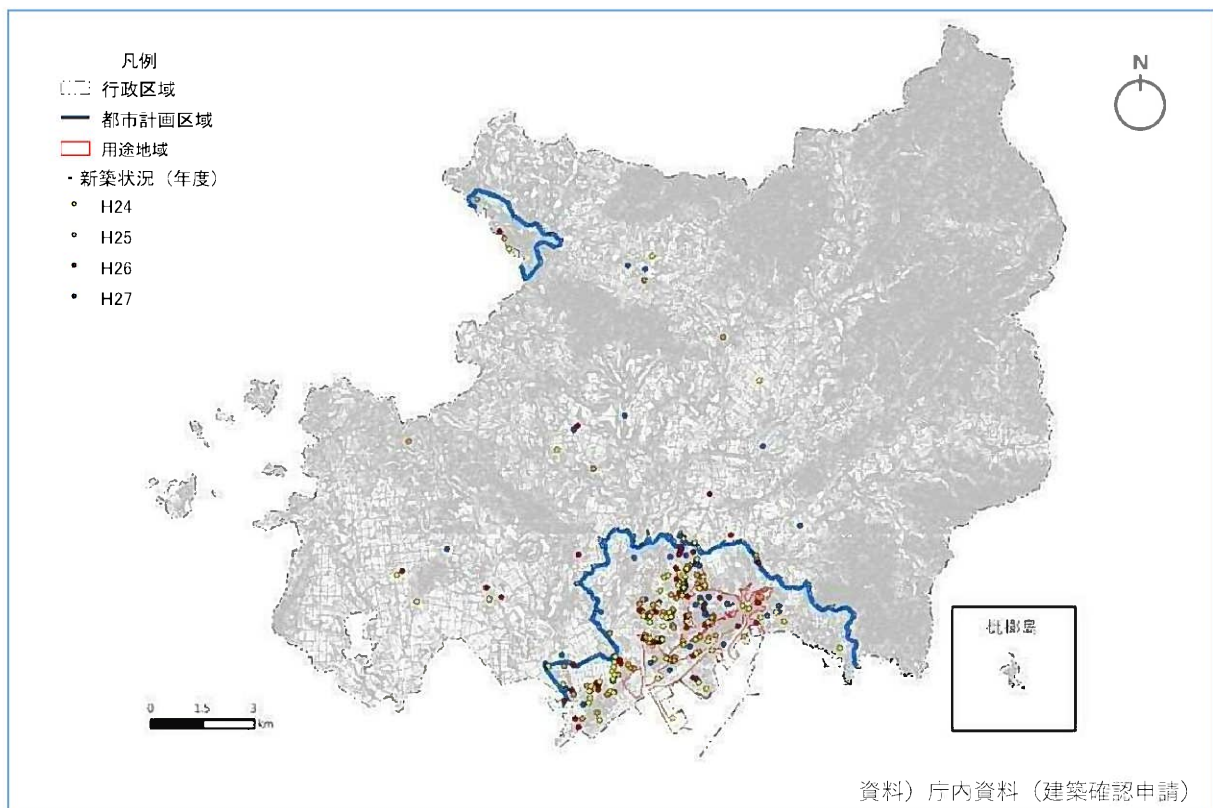 凡例
行政区域
都市計画区域
用途地域
・新築状況（年度）
H24
H25
H26
H27
N
0 1.5 3
km
枇榔島
資料）庁内資料（建築確認申請）